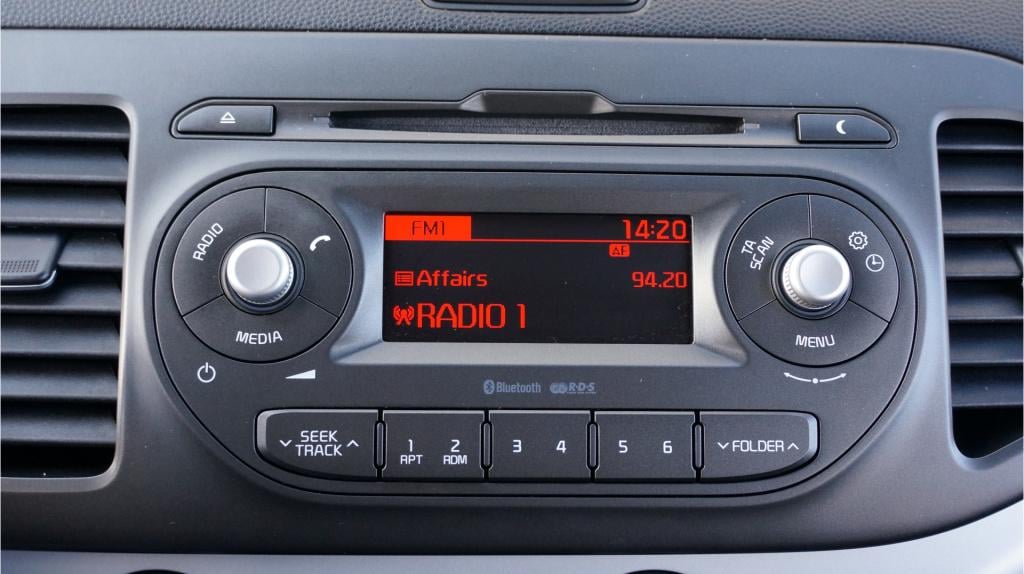 RADIO
MEDIA
FM1 14:20
AF
Affairs 94.20
RADIO 1
TA
SCAN
MENU
Bluetooth R·D·S
SEEK
TRACK
1 2 3 4 5 6
RPT RDM
FOLDER